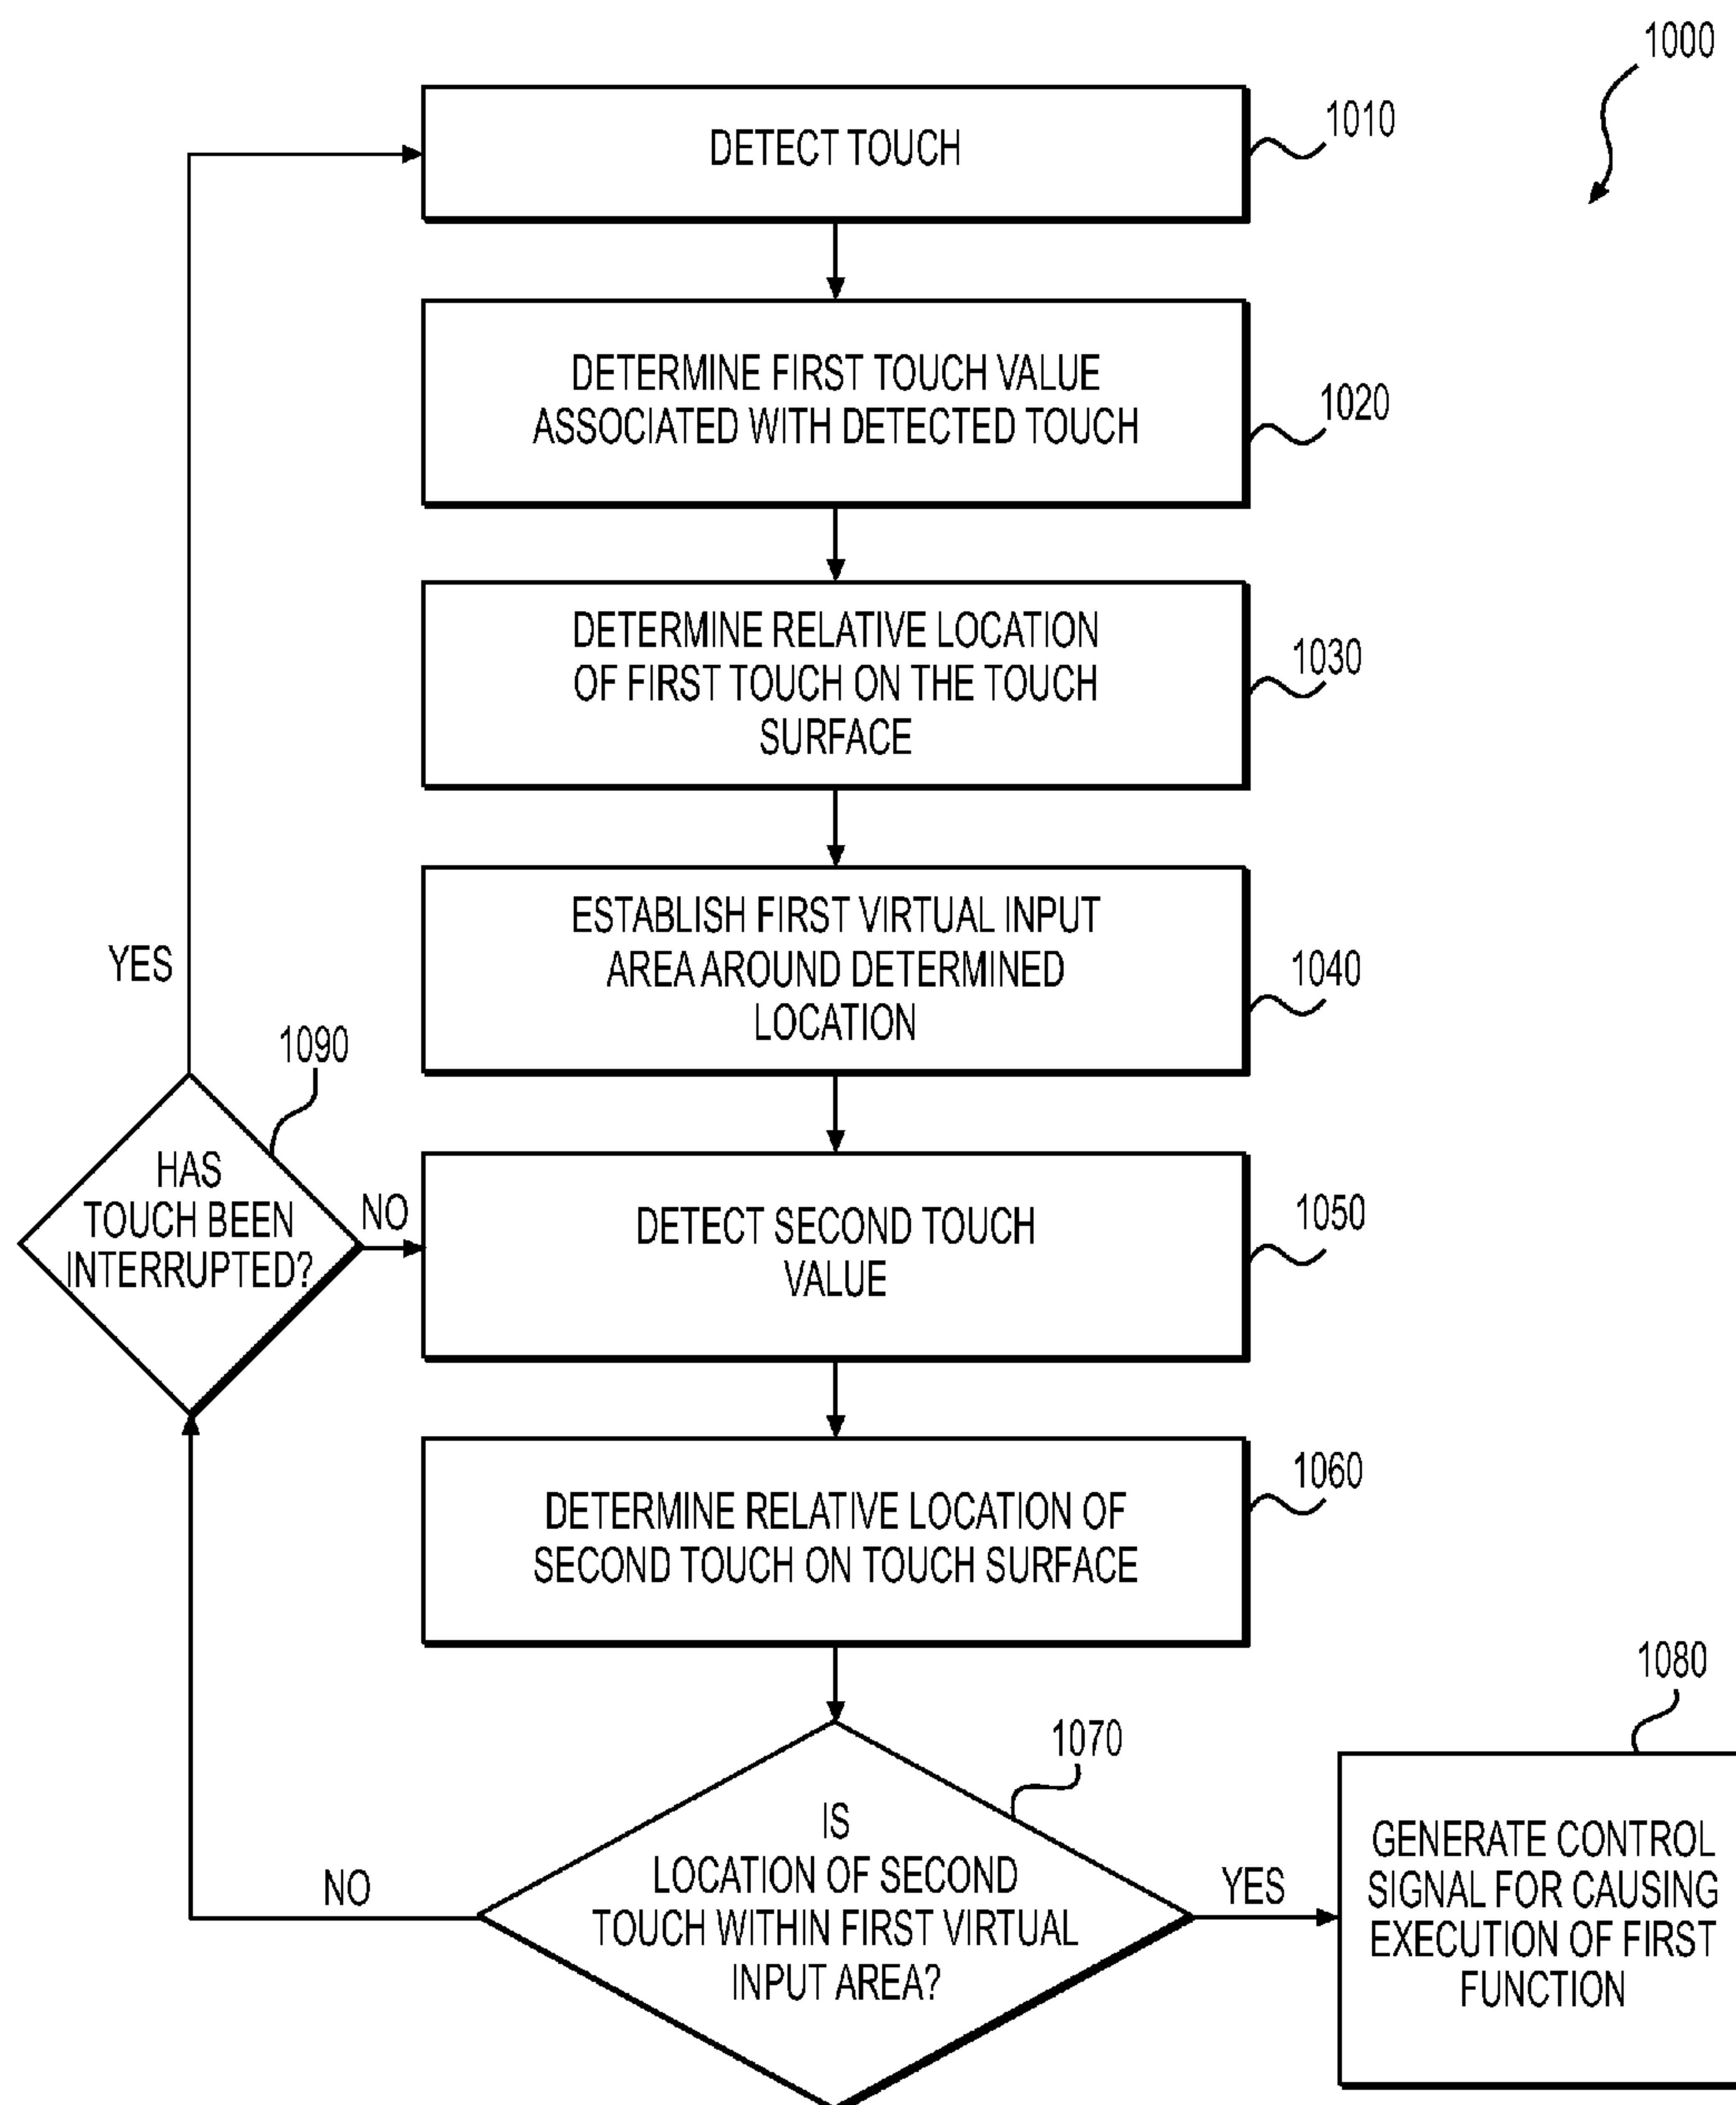 1000
DETECT TOUCH
1010
DETERMINE FIRST TOUCH VALUE
ASSOCIATED WITH DETECTED TOUCH
1020
DETERMINE RELATIVE LOCATION
OF FIRST TOUCH ON THE TOUCH
SURFACE
1030
ESTABLISH FIRST VIRTUAL INPUT
AREA AROUND DETERMINED
LOCATION
1040
YES
1090
HAS
TOUCH BEEN
INTERRUPTED?
NO
DETECT SECOND TOUCH
VALUE
1050
DETERMINE RELATIVE LOCATION OF
SECOND TOUCH ON TOUCH SURFACE
1060
1070
IS
LOCATION OF SECOND
TOUCH WITHIN FIRST VIRTUAL
INPUT AREA?
NO
YES
1080
GENERATE CONTROL
SIGNAL FOR CAUSING
EXECUTION OF FIRST
FUNCTION